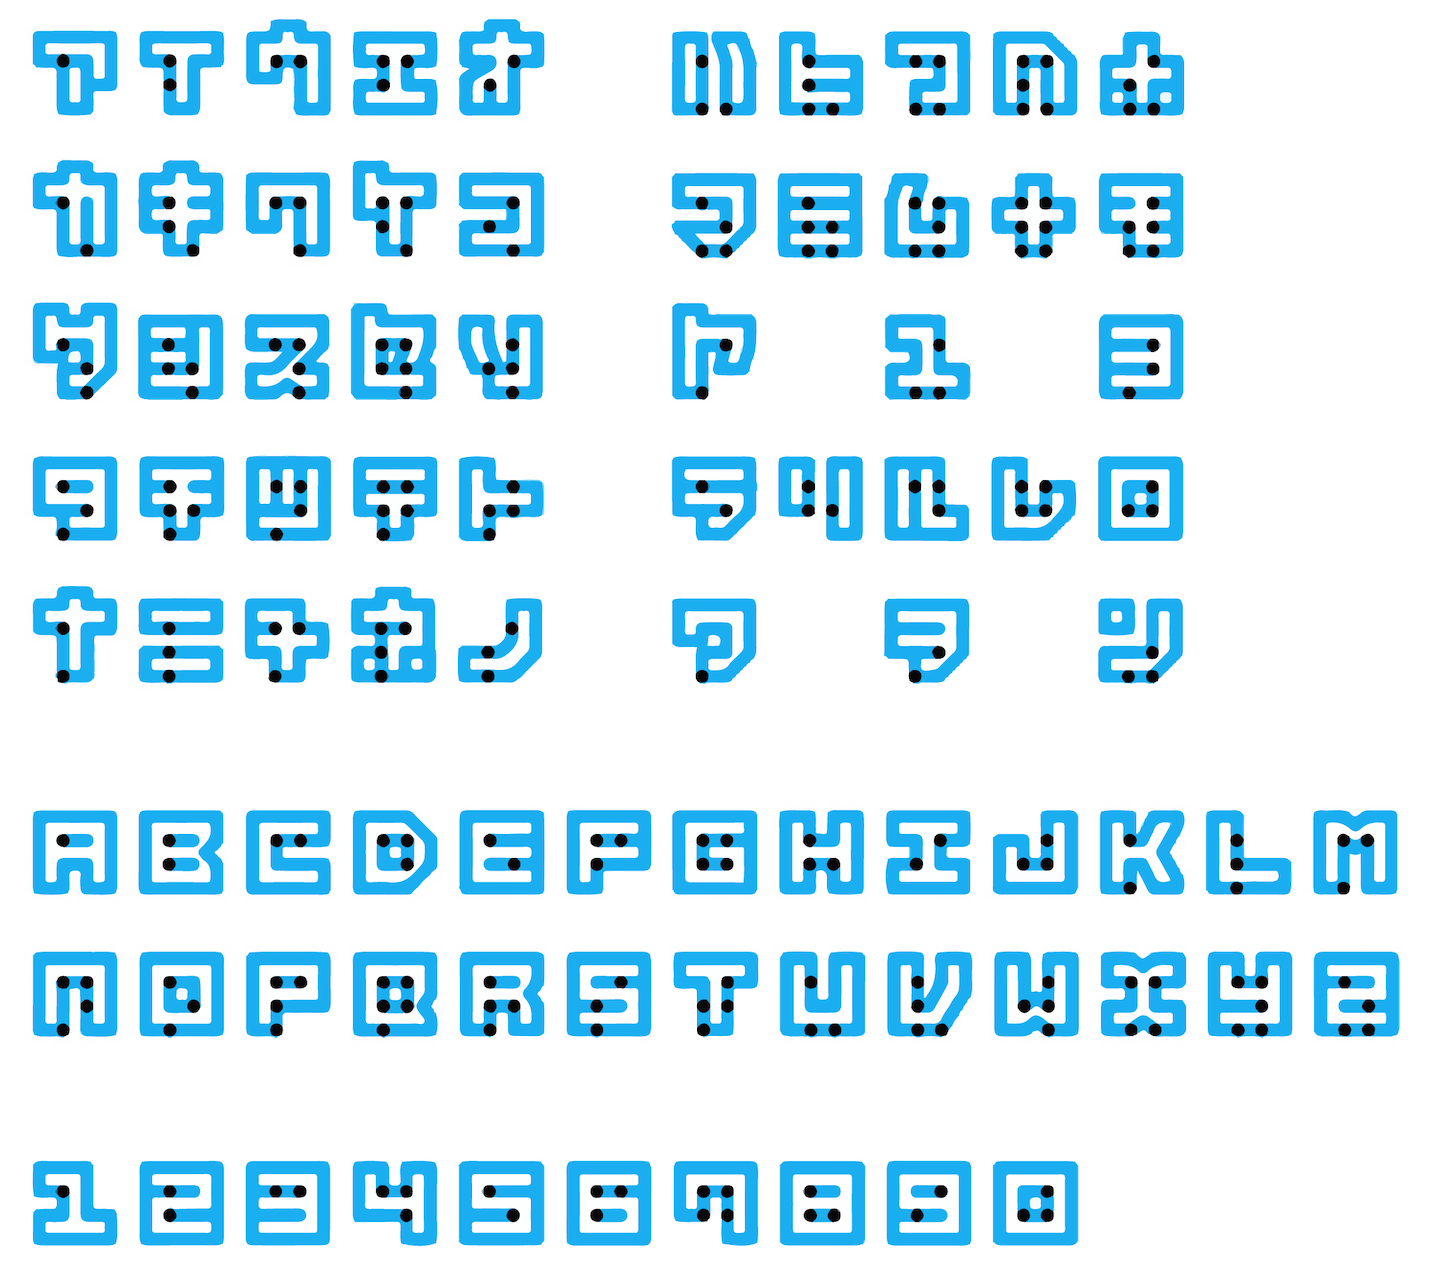 アイウエオ
カキクケコ
サシスセソ
タチツテト
ナニヌネノ
ハヒフヘホ
マミムメモ
ヤ ユ ヨ
ラリルレロ
ワ ヲ ン
ABCDEFGHIJKLM
NOPQRSTUVWXYZ
1234567890